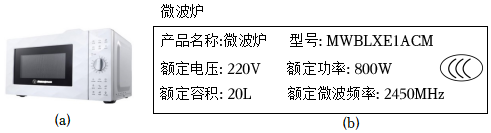 微波炉
产品名称:微波炉 型号: MWBLXE1ACM
额定电压: 220V 额定功率: 800W
额定容积: 20L 额定微波频率: 2450MHz
(a) (b)